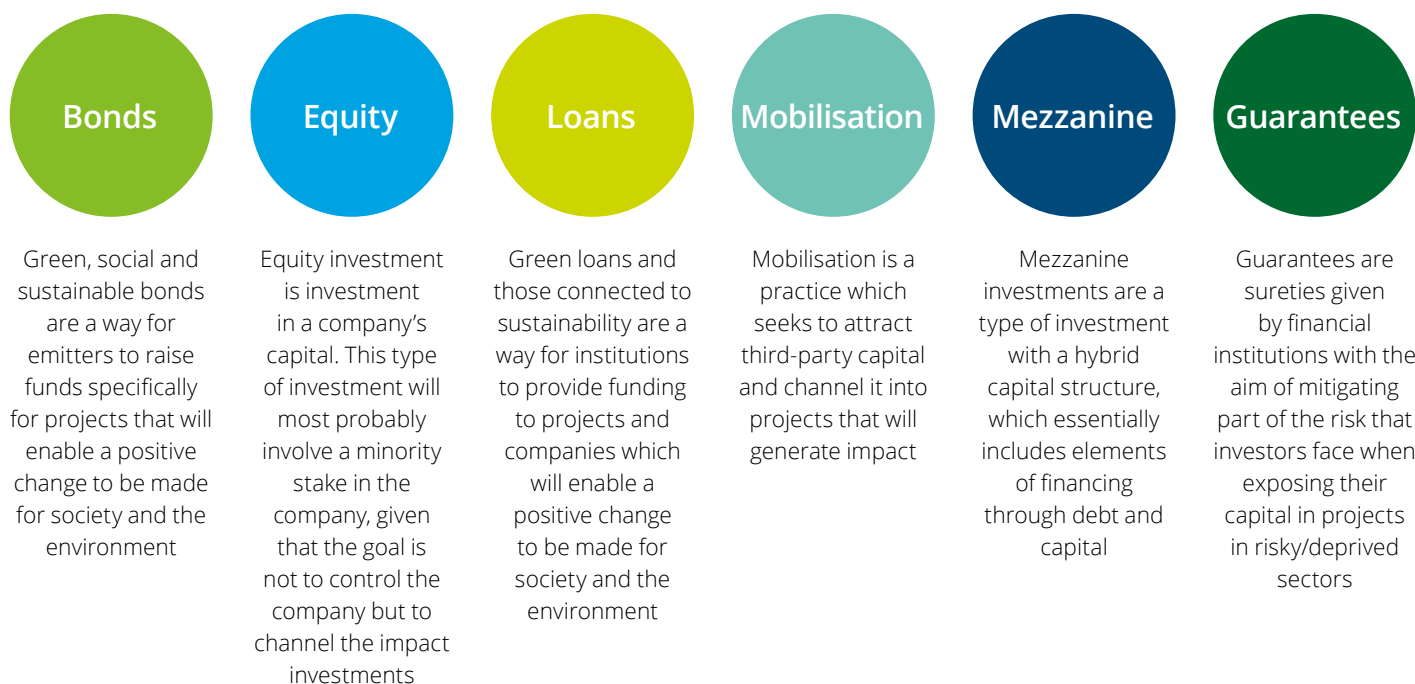 Bonds
Green, social and
sustainable bonds
are a way for
emitters to raise
funds specifically
for projects that will
enable a positive
change to be made
for society and the
environment
Equity
Equity investment
is investment
in a company’s
capital. This type
of investment will
most probably
involve a minority
stake in the
company, given
that the goal is
not to control the
company but to
channel the impact
investments
Loans
Green loans and
those connected to
sustainability are a
way for institutions
to provide funding
to projects and
companies which
will enable a
positive change
to be made for
society and the
environment
Mobilisation
Mobilisation is a
practice which
seeks to attract
third-party capital
and channel it into
projects that will
generate impact
Mezzanine
Mezzanine
investments are a
type of investment
with a hybrid
capital structure,
which essentially
includes elements
of financing
through debt and
capital
Guarantees
Guarantees are
sureties given
by financial
institutions with the
aim of mitigating
part of the risk that
investors face when
exposing their
capital in projects
in risky/deprived
sectors